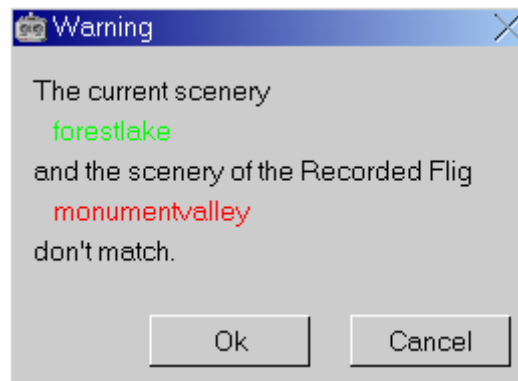 Warning
The current scenery
forestlake
and the scenery of the Recorded Flig
monumentvalley
don't match.
Ok Cancel